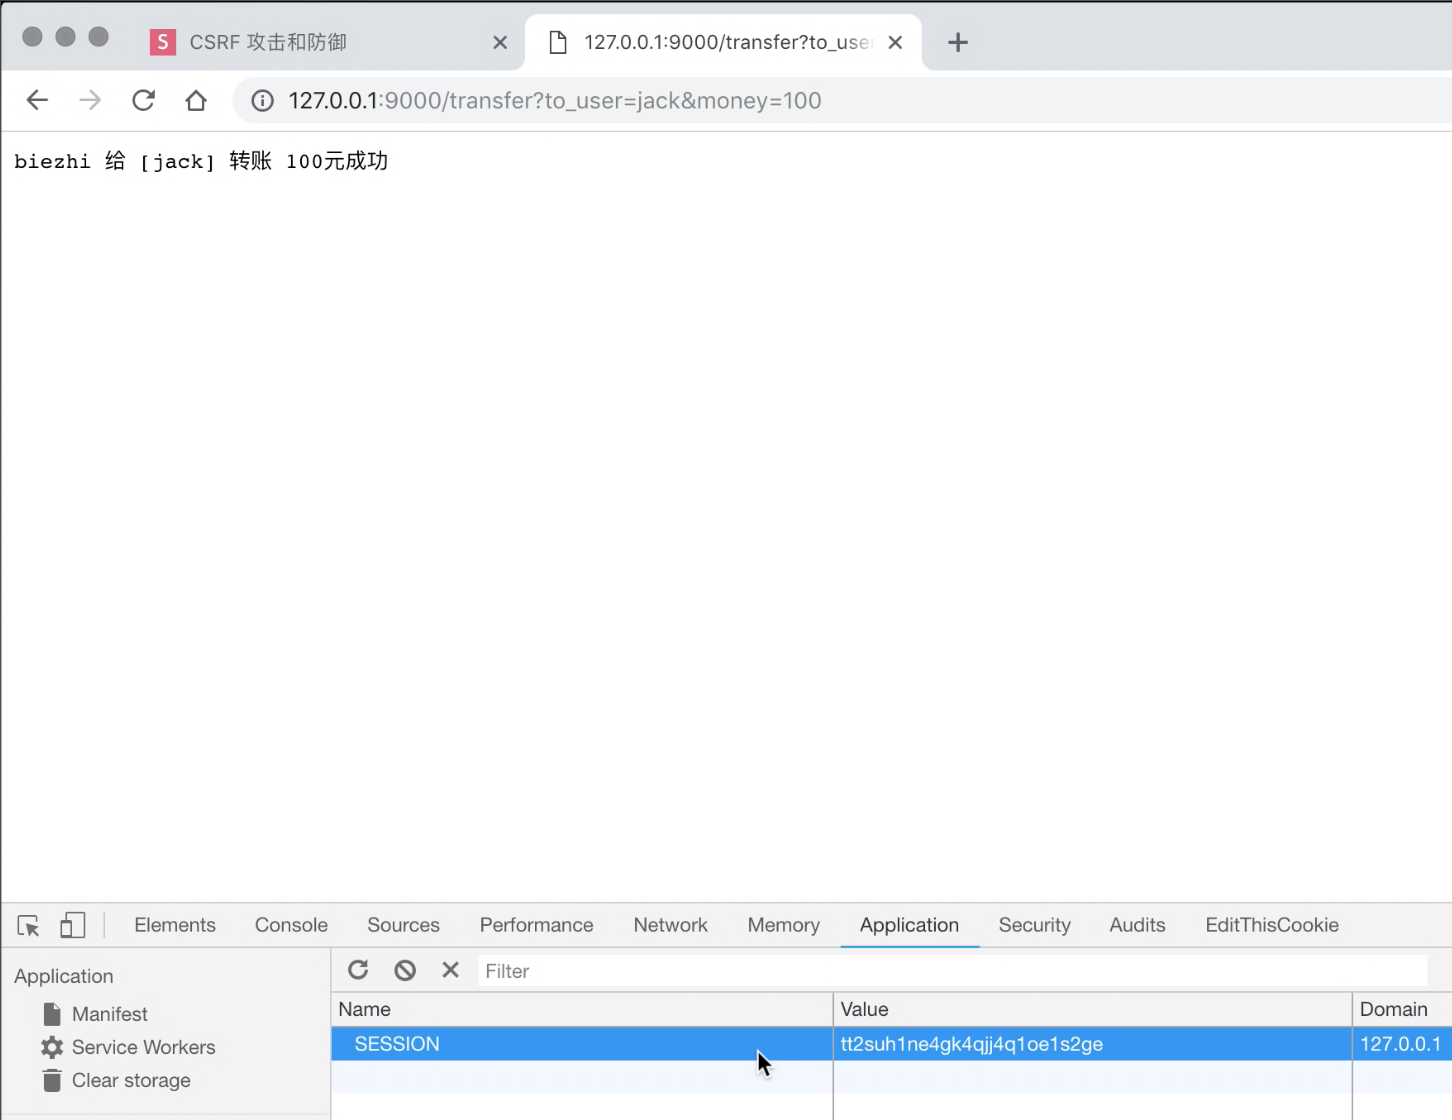 S CSRF 攻击和防御
127.0.0.1:9000/transfer?to_use
127.0.0.1:9000/transfer?to_user=jack&money=100
biezhi 给 [jack] 转账 100元成功
Elements Console Sources Performance Network Memory Application Security Audits EditThisCookie
Application
Manifest
Service Workers
Clear storage
Filter
Name Value Domain
SESSION tt2suh1ne4gk4qjj4q1oe1s2ge 127.0.0.1